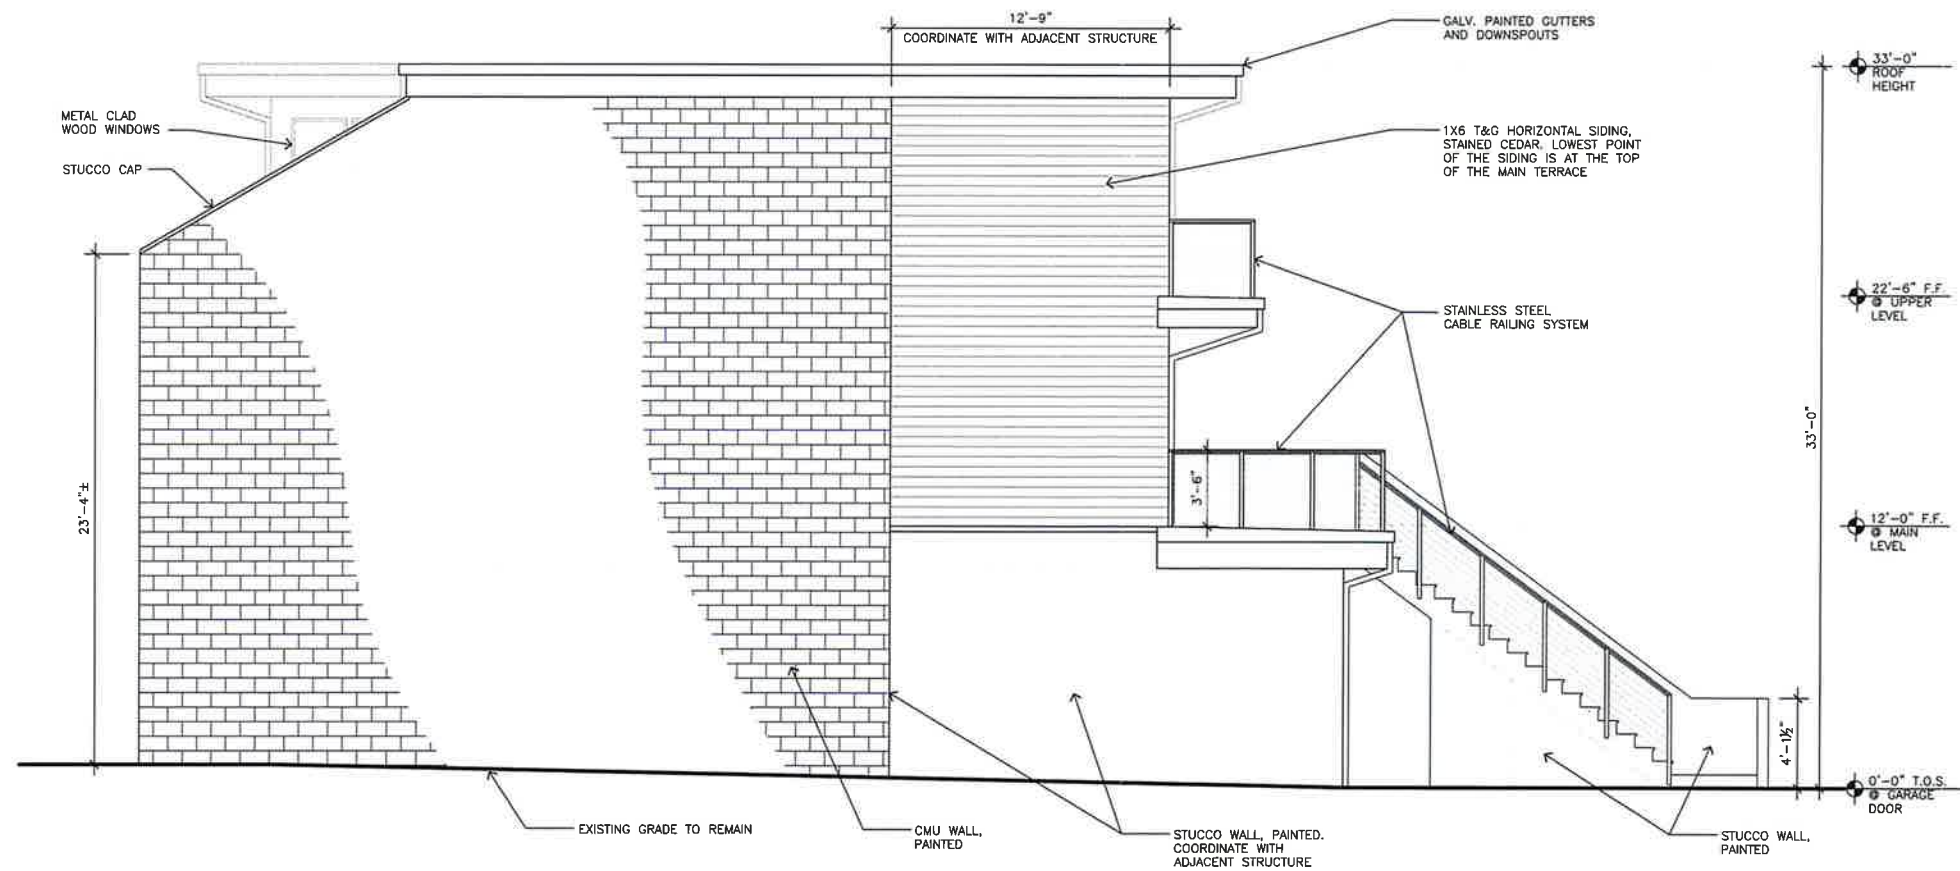 12'-9"
COORDINATE WITH ADJACENT STRUCTURE
GALV. PAINTED GUTTERS
AND DOWNSPOUTS
33'-0"
ROOF
HEIGHT
METAL CLAD
WOOD WINDOWS
STUCCO CAP
1X6 T&G HORIZONTAL SIDING,
STAINED CEDAR. LOWEST POINT
OF THE SIDING IS AT THE TOP
OF THE MAIN TERRACE
22'-6" F.F.
@ UPPER
LEVEL
STAINLESS STEEL
CABLE RAILING SYSTEM
33'-0"
23'-4"±
3'-6"
12'-0" F.F.
@ MAIN
LEVEL
4'-1½"
0'-0" T.O.S.
@ GARAGE
DOOR
EXISTING GRADE TO REMAIN
CMU WALL,
PAINTED
STUCCO WALL, PAINTED.
COORDINATE WITH
ADJACENT STRUCTURE
STUCCO WALL,
PAINTED